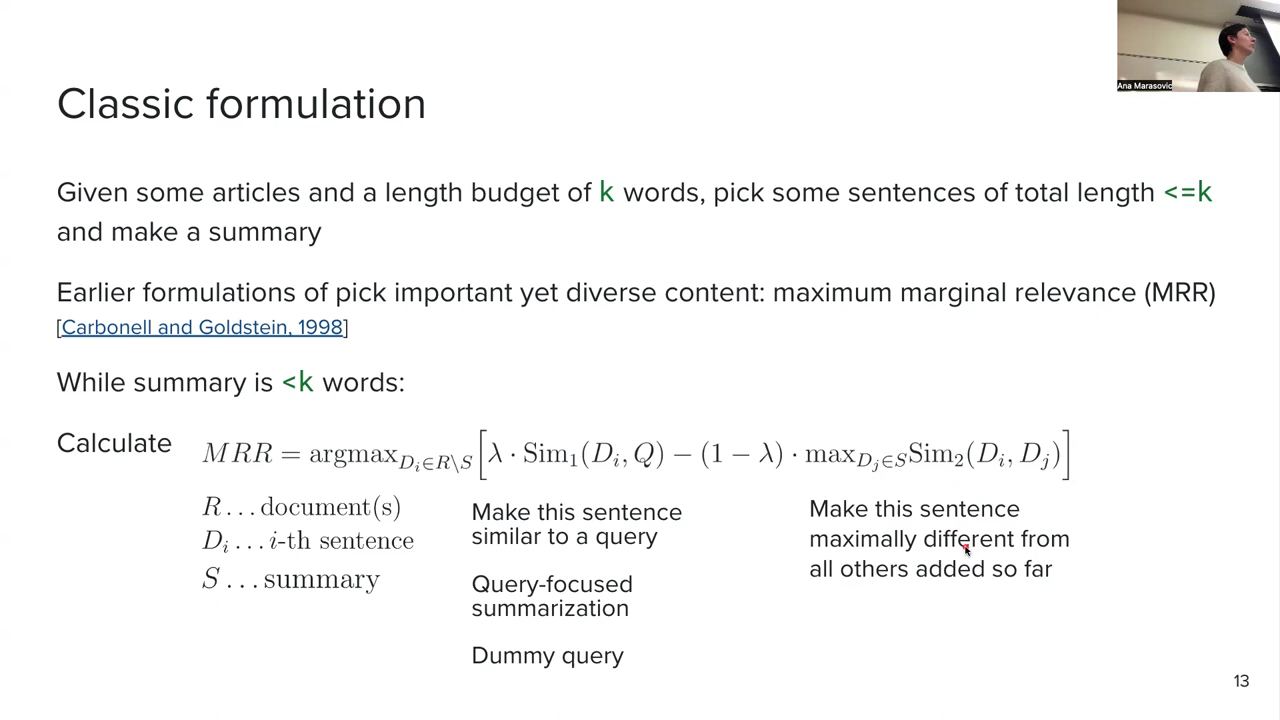 Ana Marasovic
Classic formulation
Given some articles and a length budget of k words, pick some sentences of total length <=k
and make a summary
Earlier formulations of pick important yet diverse content: maximum marginal relevance (MRR)
[Carbonell and Goldstein, 1998]
While summary is <k words:
Calculate
MRR = argmax_{D_i∈R\S} [λ · Sim_1(D_i, Q) − (1 − λ) · max_{D_j∈S} Sim_2(D_i, D_j)]
R . . . document(s)
D_i . . . i-th sentence
S . . . summary
Make this sentence
similar to a query
Query-focused
summarization
Dummy query
Make this sentence
maximally different from
all others added so far
13